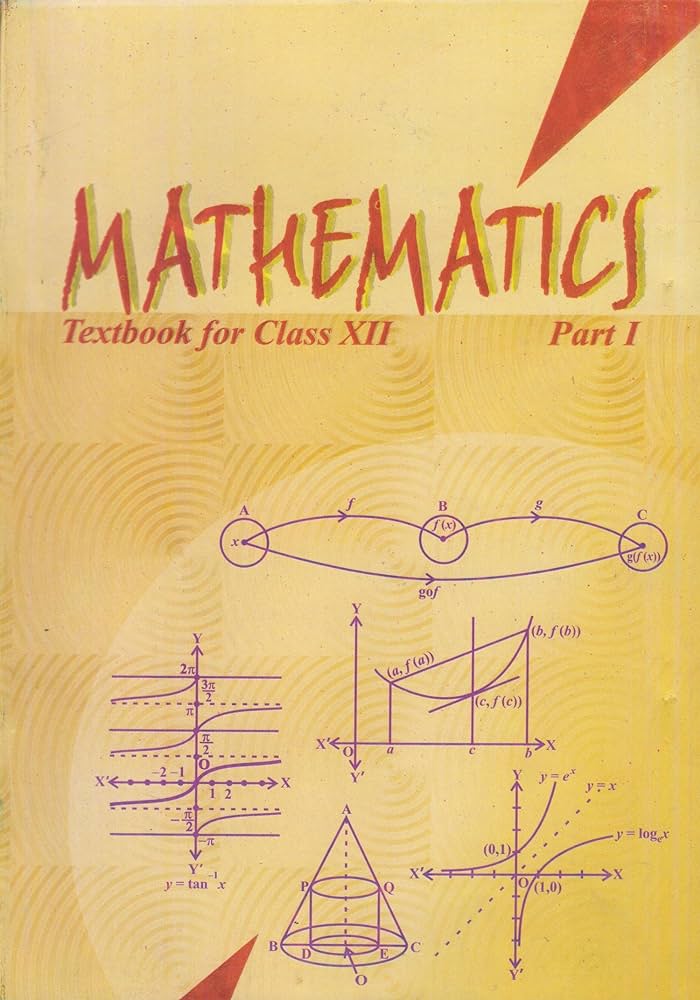 MATHEMATICS
Textbook for Class XII Part I
A f B g C
x f(x) g(f(x))
gof
Y
(b, f(b))
(a, f(a))
(c, f(c))
X′ O a c b X
Y′
Y
2π
3π/2
π
π/2
O
–2 –1
X′ X
1 2
–π/2
–π
Y′
y = tan⁻¹ x
A
P Q
B D E C
O
Y y = eˣ y = x
y = logₑx
(0,1)
X′ O (1,0) X
Y′